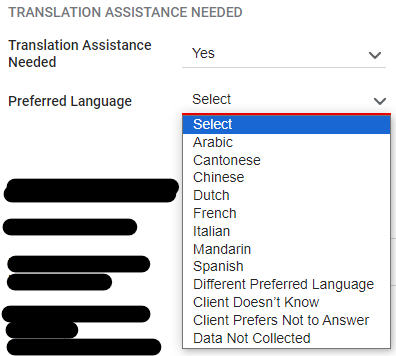 TRANSLATION ASSISTANCE NEEDED
Translation Assistance
Needed
Yes
Preferred Language
Select
Select
Arabic
Cantonese
Chinese
Dutch
French
Italian
Mandarin
Spanish
Different Preferred Language
Client Doesn't Know
Client Prefers Not to Answer
Data Not Collected